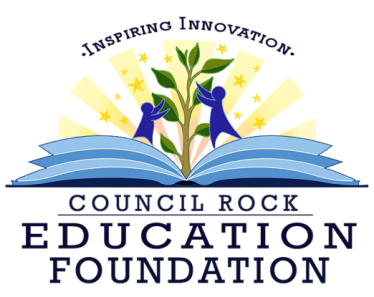 ·INSPIRING INNOVATION·
COUNCIL ROCK
EDUCATION
FOUNDATION